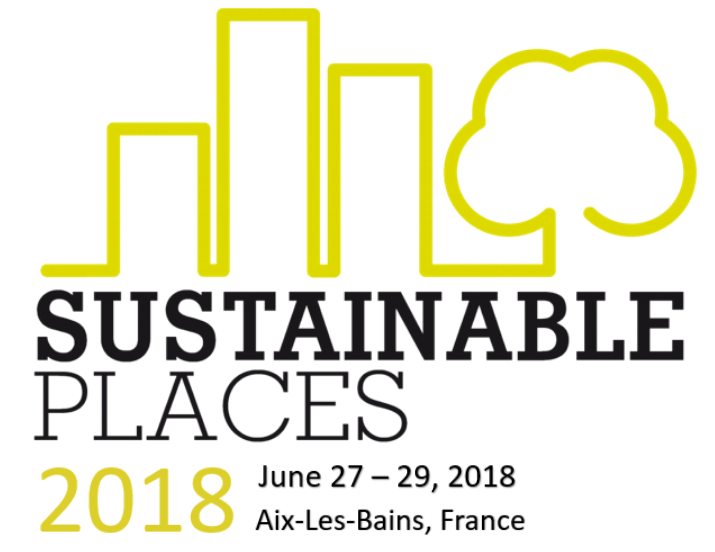 SUSTAINABLE
PLACES
2018
June 27 – 29, 2018
Aix-Les-Bains, France